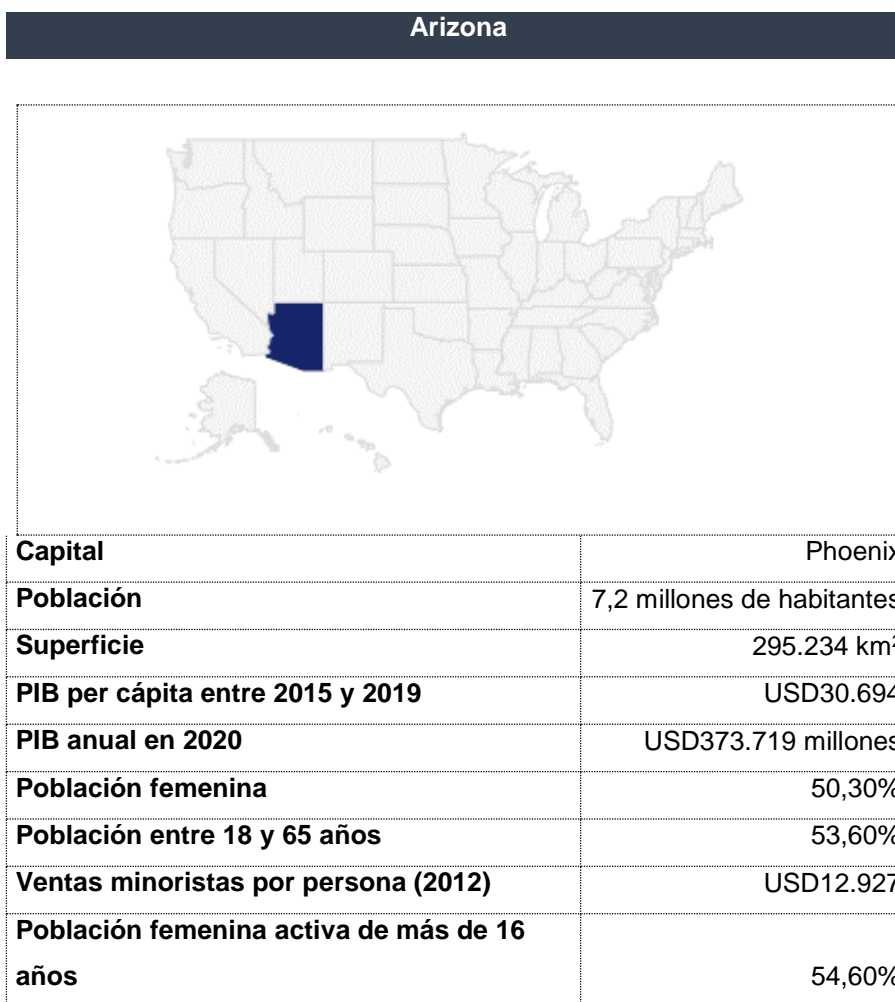 Arizona
Capital Phoenix
Población 7,2 millones de habitantes
Superficie 295.234 km²
PIB per cápita entre 2015 y 2019 USD30.694
PIB anual en 2020 USD373.719 millones
Población femenina 50,30%
Población entre 18 y 65 años 53,60%
Ventas minoristas por persona (2012) USD12.927
Población femenina activa de más de 16
años 54,60%